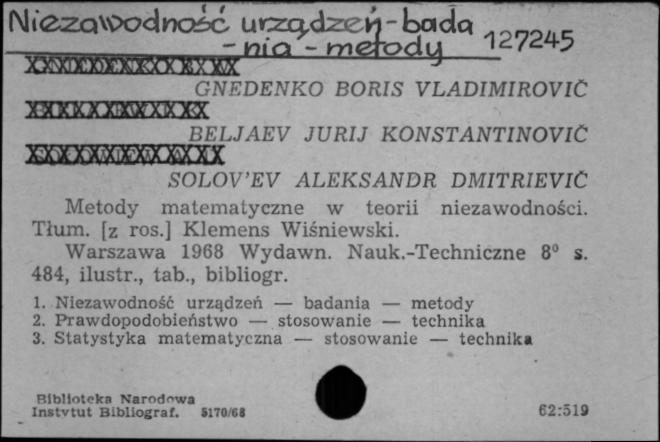 Niezawodność urządzeń - bada
- nia - metody 127245
GNEDENKO BORIS VLADIMIROVIČ
BELJAEV JURIJ KONSTANTINOVIČ
SOLOV'EV ALEKSANDR DMITRIEVIČ
Metody matematyczne w teorii niezawodności.
Tłum. [z ros.] Klemens Wiśniewski.
Warszawa 1968 Wydawn. Nauk.-Techniczne 8⁰ s.
484, ilustr., tab., bibliogr.
1. Niezawodność urządzeń — badania — metody
2. Prawdopodobieństwo — stosowanie — technika
3. Statystyka matematyczna — stosowanie — technika
Biblioteka Narodowa
Instytut Bibliograf. 5170/68 62:519